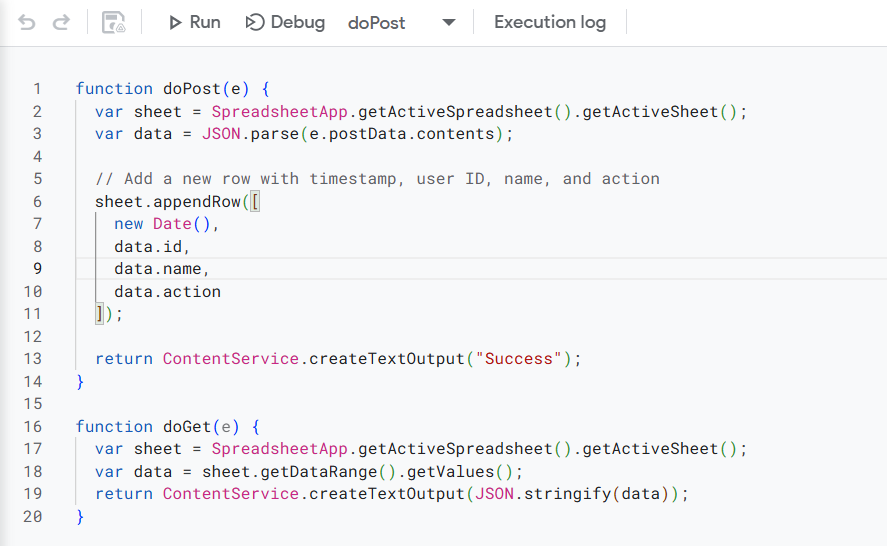 Run Debug doPost Execution log
1 function doPost(e) {
2 var sheet = SpreadsheetApp.getActiveSpreadsheet().getActiveSheet();
3 var data = JSON.parse(e.postData.contents);
4
5 // Add a new row with timestamp, user ID, name, and action
6 sheet.appendRow([
7 new Date(),
8 data.id,
9 data.name,
10 data.action
11 ]);
12
13 return ContentService.createTextOutput("Success");
14 }
15
16 function doGet(e) {
17 var sheet = SpreadsheetApp.getActiveSpreadsheet().getActiveSheet();
18 var data = sheet.getDataRange().getValues();
19 return ContentService.createTextOutput(JSON.stringify(data));
20 }